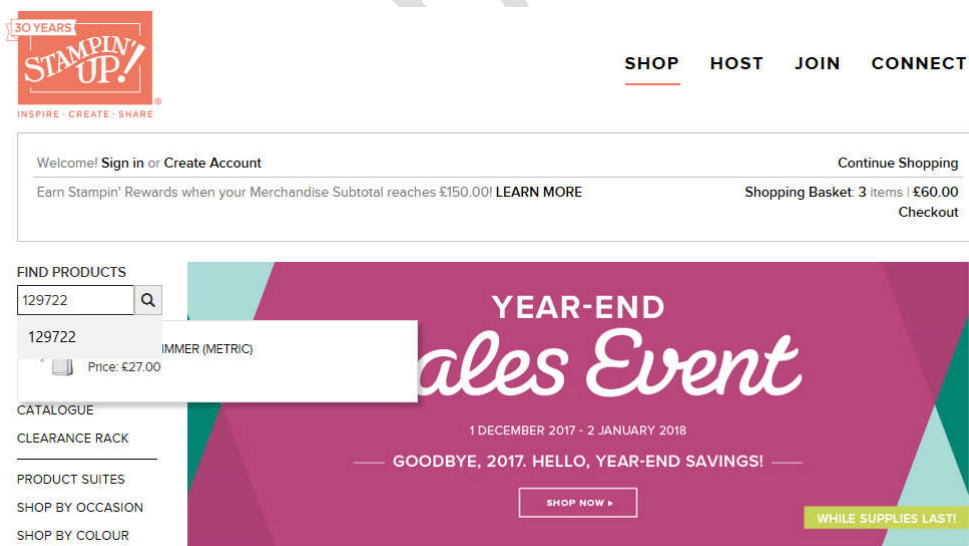 30 YEARS
STAMPIN'
UP!®
INSPIRE · CREATE · SHARE
SHOP HOST JOIN CONNECT
Welcome! Sign in or Create Account
Continue Shopping
Earn Stampin' Rewards when your Merchandise Subtotal reaches £150.00! LEARN MORE
Shopping Basket: 3 items | £60.00
Checkout
FIND PRODUCTS
129722
129722
IMMER (METRIC)
Price: £27.00
CATALOGUE
CLEARANCE RACK
PRODUCT SUITES
SHOP BY OCCASION
SHOP BY COLOUR
YEAR-END
ales Event
1 DECEMBER 2017 - 2 JANUARY 2018
GOODBYE, 2017. HELLO, YEAR-END SAVINGS!
SHOP NOW ▸
WHILE SUPPLIES LAST!